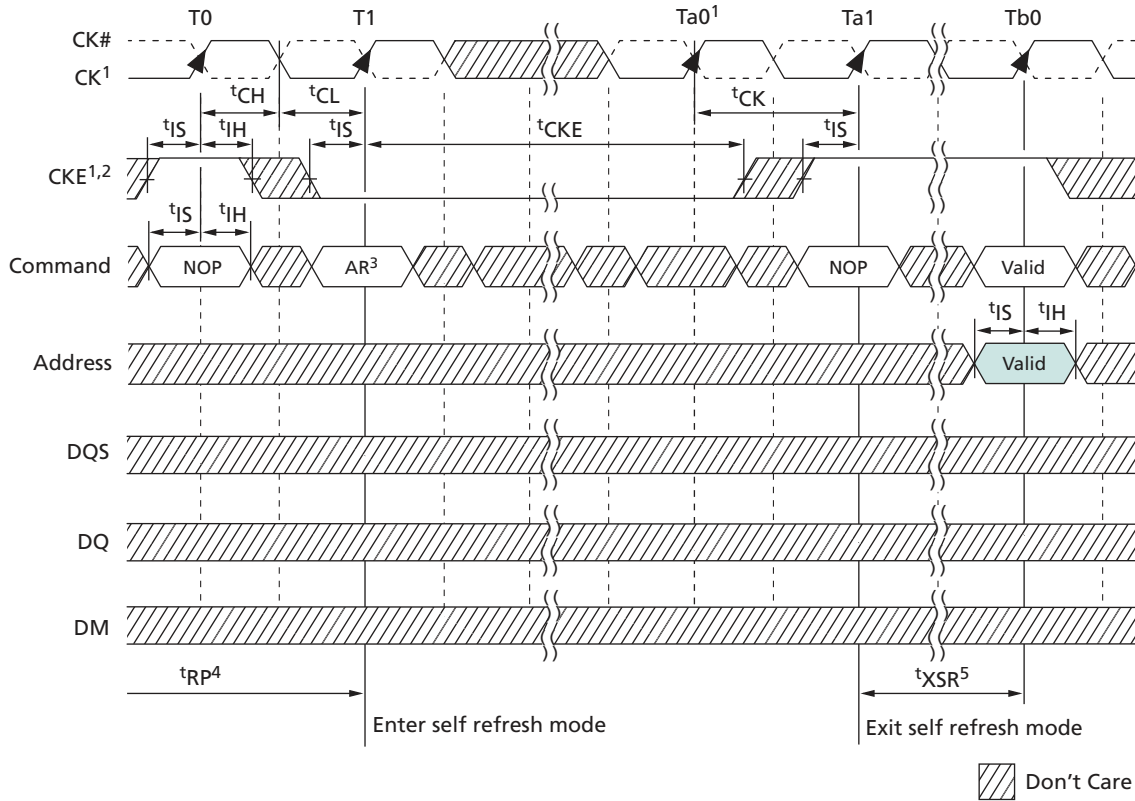 T0 T1 Ta0¹ Ta1 Tb0
CK#
CK¹
tCH tCL tCK
tIS tIH tIS tCKE tIS
CKE¹,²
tIS tIH
Command NOP AR³ NOP Valid
tIS tIH
Address Valid
DQS
DQ
DM
tRP⁴ tXSR⁵
Enter self refresh mode Exit self refresh mode
Don't Care